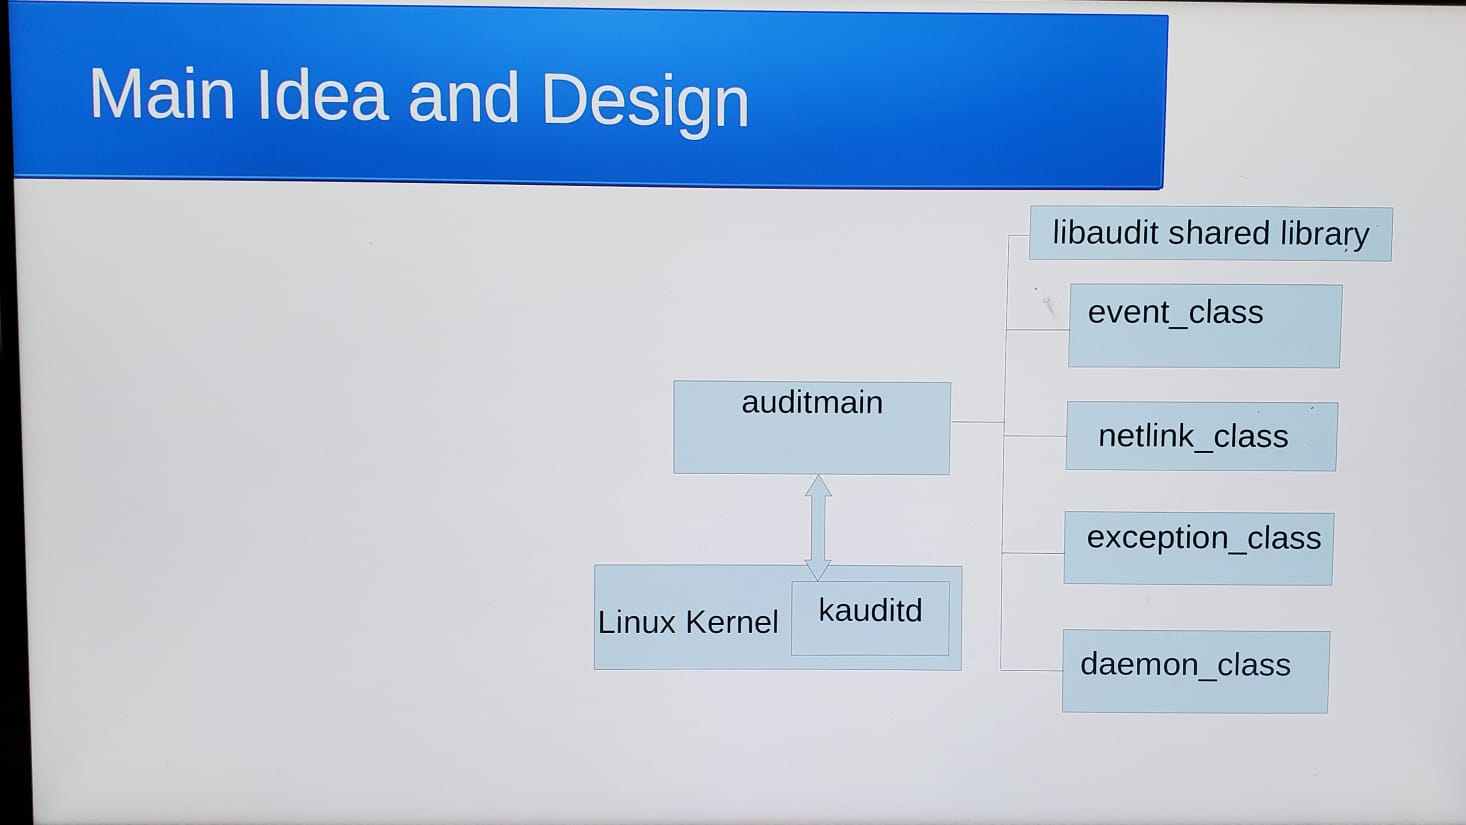 Main Idea and Design
libaudit shared library
event_class
auditmain
netlink_class
exception_class
Linux Kernel
kauditd
daemon_class